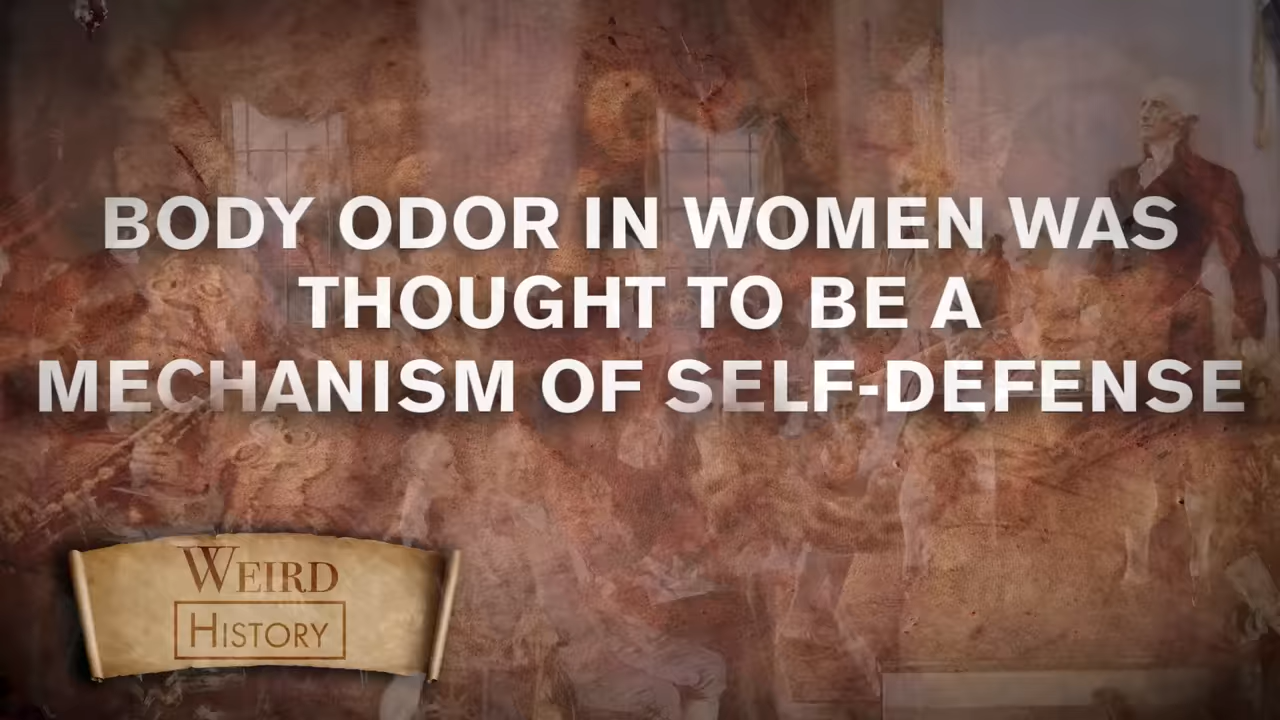 BODY ODOR IN WOMEN WAS
THOUGHT TO BE A
MECHANISM OF SELF-DEFENSE
WEIRD
HISTORY